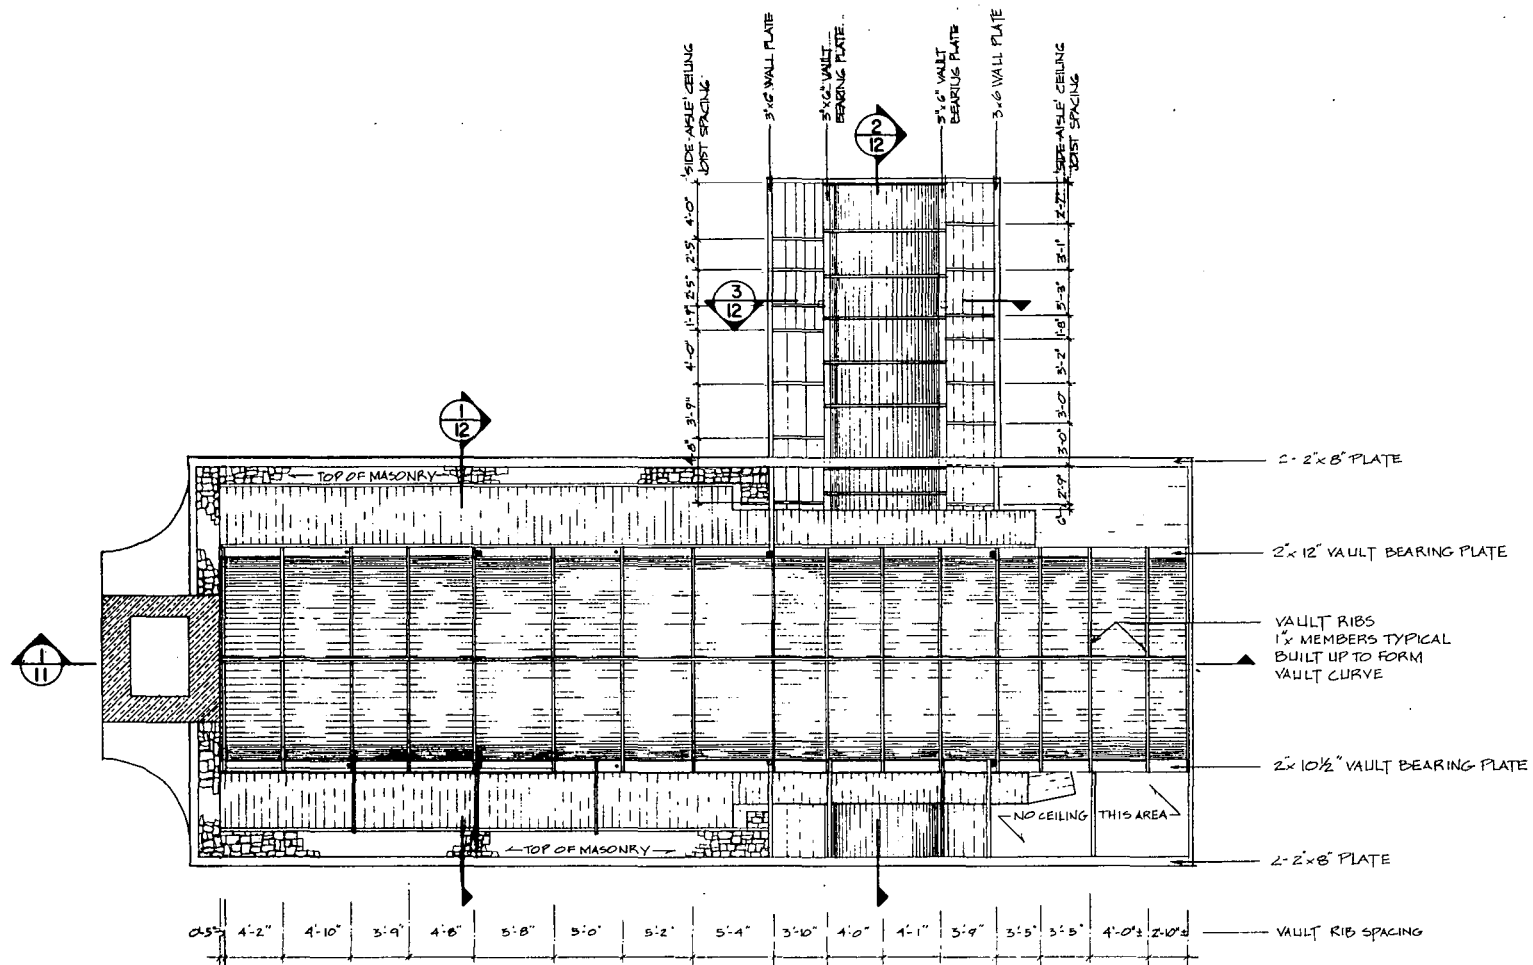 'SIDE-AISLE' CEILING
JOIST SPACING
3"x6" WALL PLATE
3"x6" VAULT
BEARING PLATE
3"x6" VAULT
BEARING PLATE
3x6 WALL PLATE
'SIDE-AISLE' CEILING
JOIST SPACING
2
12
4'-0"
2'-5"
2'-5"
1'-9"
4'-0"
3'-9"
3'-1"
5'-3"
1'-8"
3'-2"
3'-0"
3'-0"
2'-9"
3
12
1
12
TOP OF MASONRY
2-2"x8" PLATE
2"x 12" VAULT BEARING PLATE
VAULT RIBS
1"x MEMBERS TYPICAL
BUILT UP TO FORM
VAULT CURVE
1
11
2"x 10½" VAULT BEARING PLATE
NO CEILING THIS AREA
TOP OF MASONRY
2-2"x8" PLATE
0'-5" 4'-2" 4'-10" 3'-9" 4'-8" 5'-8" 5'-0" 5'-2" 5'-4" 3'-10" 4'-0" 4'-1" 3'-9" 3'-5" 3'-5" 4'-0"± 2'-10"± VAULT RIB SPACING